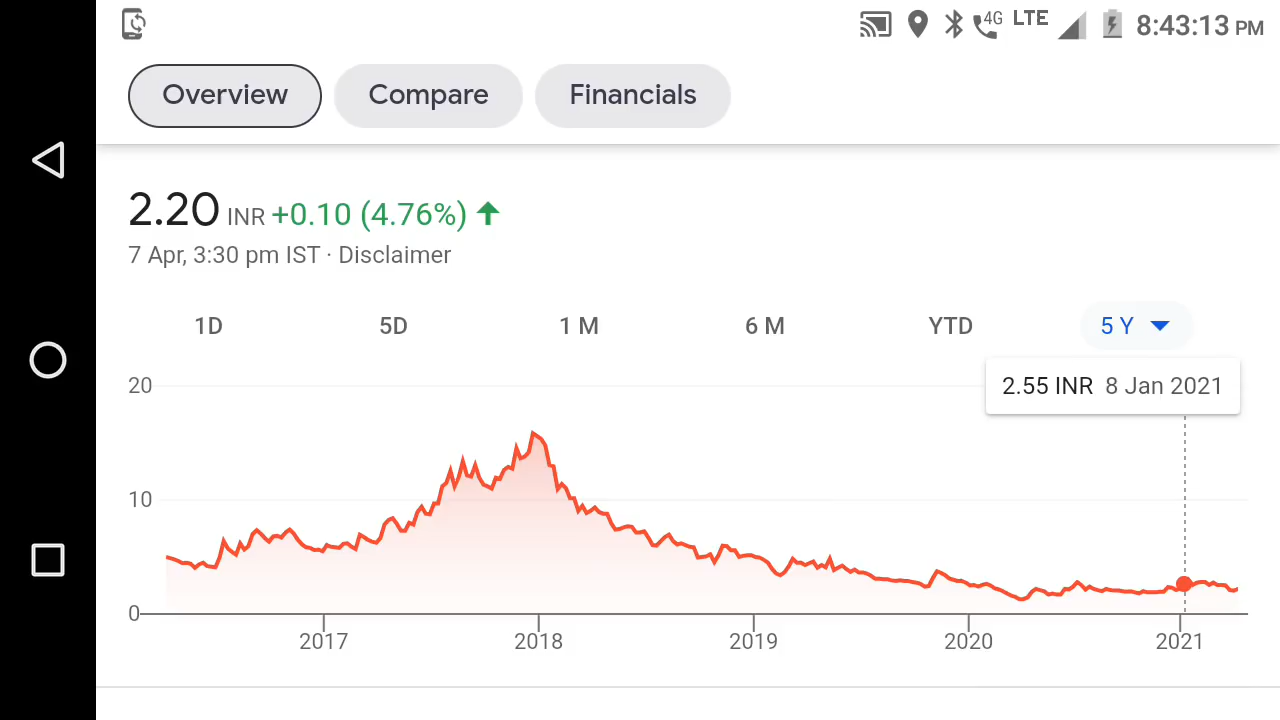 4G LTE 8:43:13 PM
Overview Compare Financials
2.20 INR +0.10 (4.76%)
7 Apr, 3:30 pm IST · Disclaimer
1D 5D 1 M 6 M YTD 5 Y
2.55 INR 8 Jan 2021
20
10
0
2017 2018 2019 2020 2021